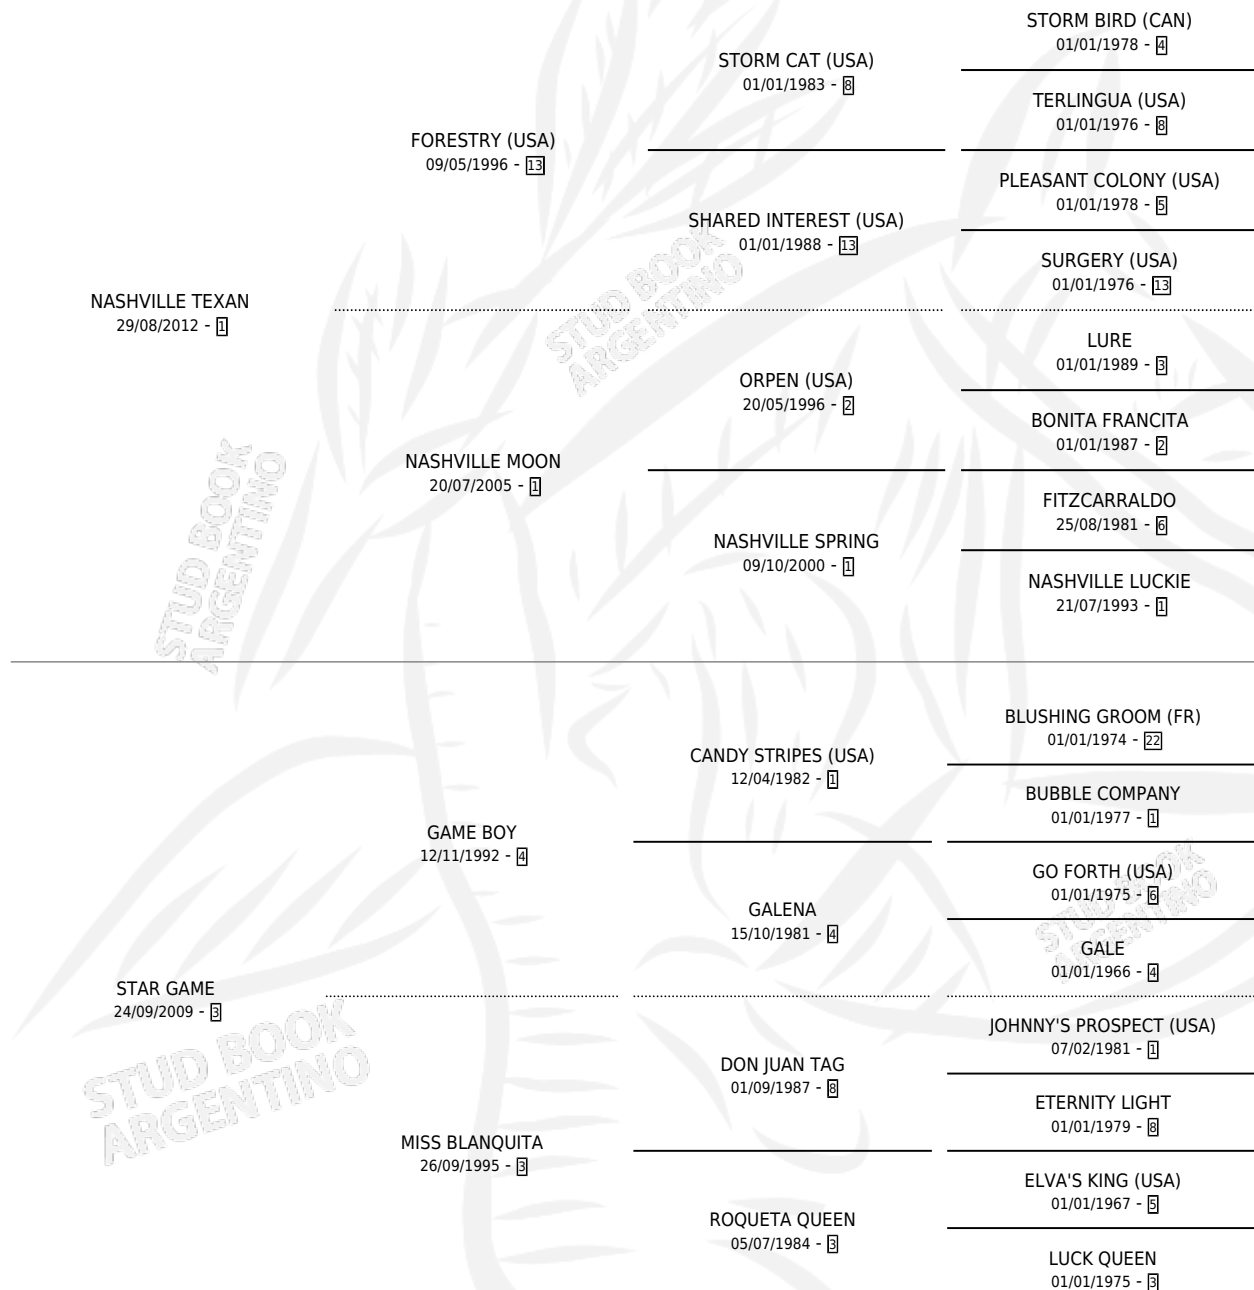 STORM BIRD (CAN)
01/01/1978 - 4
STORM CAT (USA)
01/01/1983 - 8
TERLINGUA (USA)
01/01/1976 - 8
FORESTRY (USA)
09/05/1996 - 13
PLEASANT COLONY (USA)
01/01/1978 - 5
SHARED INTEREST (USA)
01/01/1988 - 13
SURGERY (USA)
01/01/1976 - 13
NASHVILLE TEXAN
29/08/2012 - 1
LURE
01/01/1989 - 3
ORPEN (USA)
20/05/1996 - 2
BONITA FRANCITA
01/01/1987 - 2
NASHVILLE MOON
20/07/2005 - 1
FITZCARRALDO
25/08/1981 - 6
NASHVILLE SPRING
09/10/2000 - 1
NASHVILLE LUCKIE
21/07/1993 - 1
BLUSHING GROOM (FR)
01/01/1974 - 22
CANDY STRIPES (USA)
12/04/1982 - 1
BUBBLE COMPANY
01/01/1977 - 1
GAME BOY
12/11/1992 - 4
GO FORTH (USA)
01/01/1975 - 6
GALENA
15/10/1981 - 4
GALE
01/01/1966 - 4
STAR GAME
24/09/2009 - 3
JOHNNY'S PROSPECT (USA)
07/02/1981 - 1
DON JUAN TAG
01/09/1987 - 8
ETERNITY LIGHT
01/01/1979 - 8
MISS BLANQUITA
26/09/1995 - 3
ELVA'S KING (USA)
01/01/1967 - 5
ROQUETA QUEEN
05/07/1984 - 3
LUCK QUEEN
01/01/1975 - 3
STUD BOOK
ARGENTINO
STUD BOOK
ARGENTINO
STUD BOOK
ARGENTINO
STUD BOOK
ARGENTINO